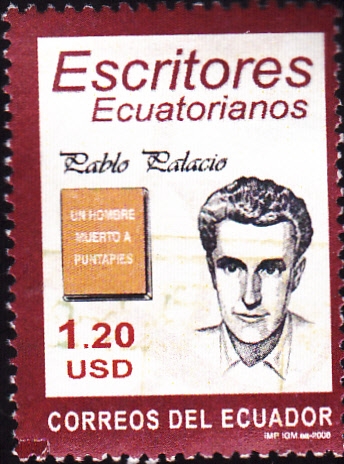 Escritores
Ecuatorianos
Pablo Palacio
UN HOMBRE
MUERTO A
PUNTAPIES
1.20
USD
CORREOS DEL ECUADOR